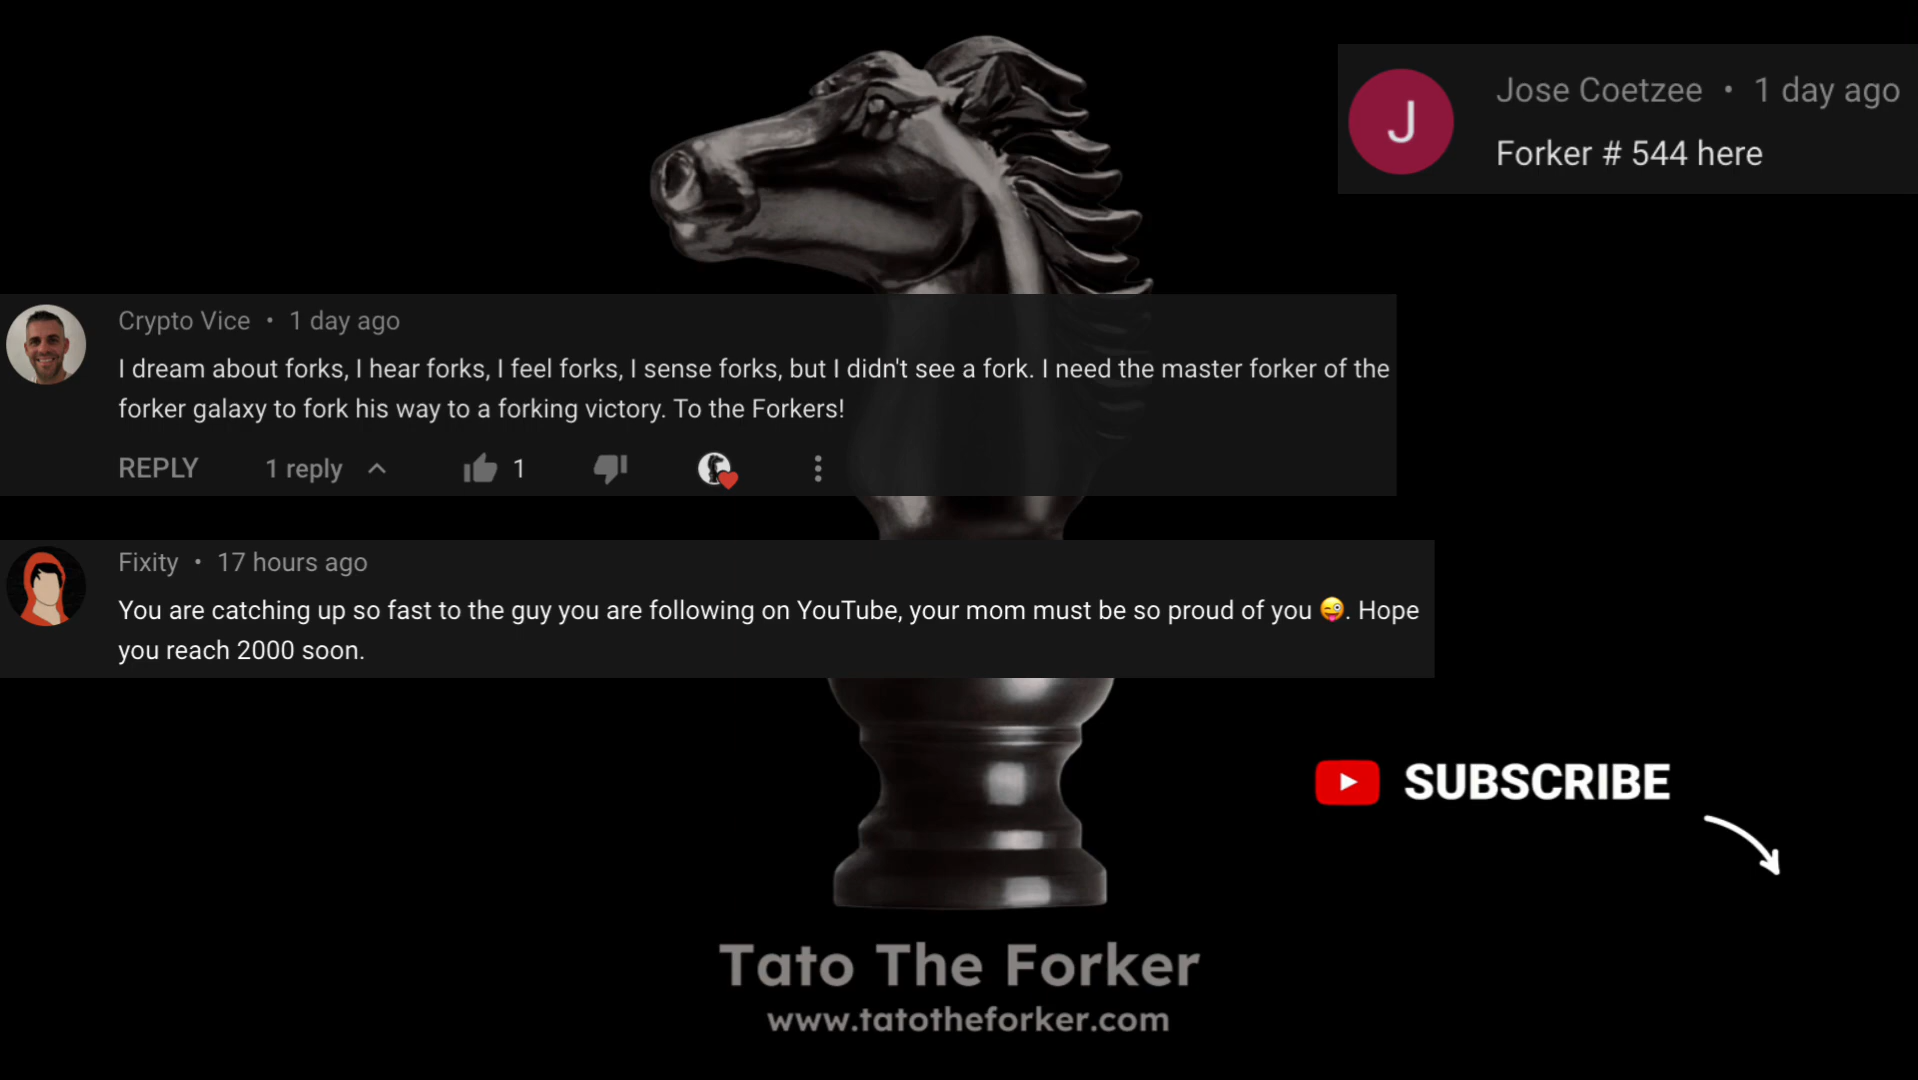 Jose Coetzee • 1 day ago
J
Forker # 544 here
Crypto Vice • 1 day ago
I dream about forks, I hear forks, I feel forks, I sense forks, but I didn't see a fork. I need the master forker of the
forker galaxy to fork his way to a forking victory. To the Forkers!
REPLY 1 reply 1
Fixity • 17 hours ago
You are catching up so fast to the guy you are following on YouTube, your mom must be so proud of you 😜. Hope
you reach 2000 soon.
SUBSCRIBE
Tato The Forker
www.tatotheforker.com